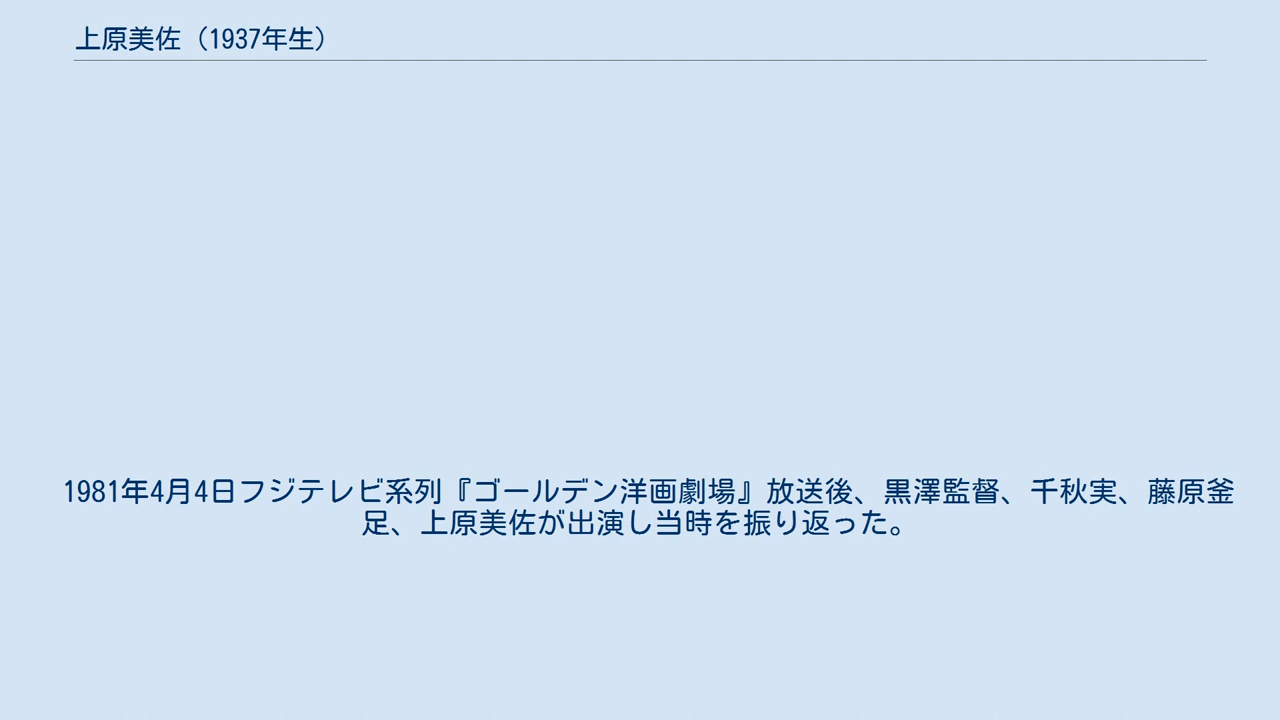 上原美佐（1937年生）
1981年4月4日フジテレビ系列『ゴールデン洋画劇場』放送後、黒澤監督、千秋実、藤原釜
足、上原美佐が出演し当時を振り返った。